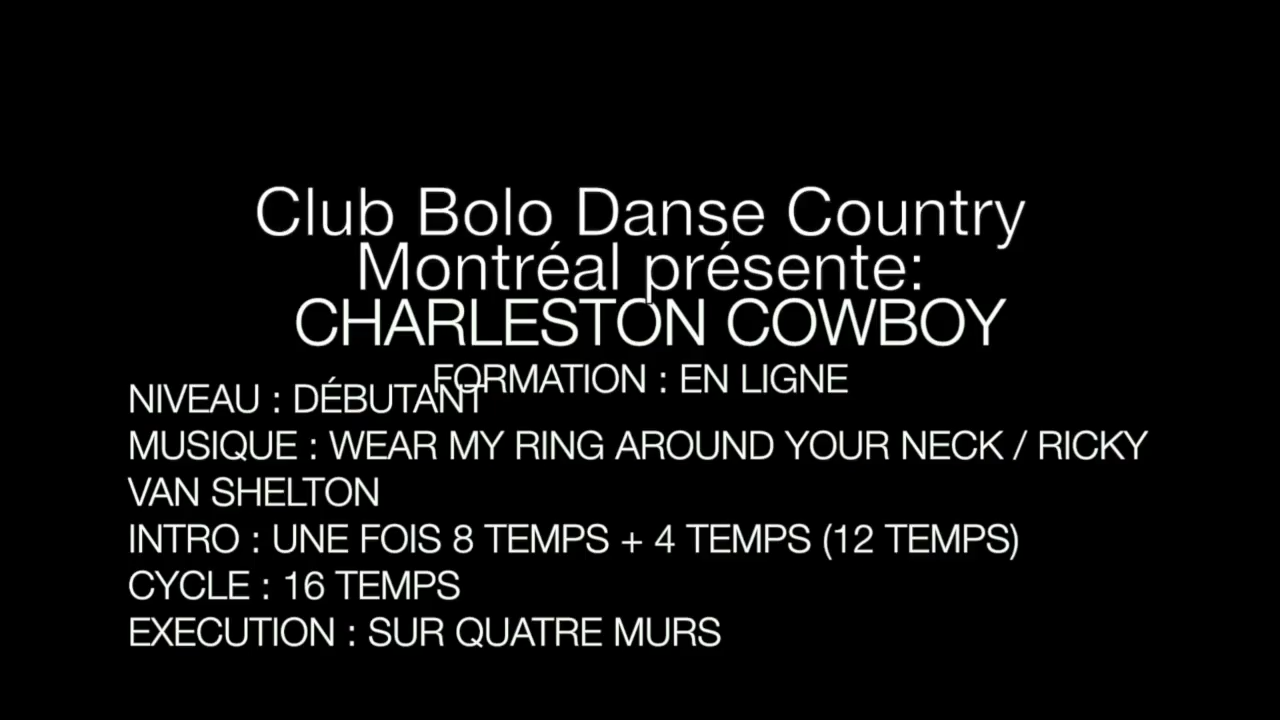 Club Bolo Danse Country
Montréal présente:
CHARLESTON COWBOY
FORMATION : EN LIGNE
NIVEAU : DÉBUTANT
MUSIQUE : WEAR MY RING AROUND YOUR NECK / RICKY
VAN SHELTON
INTRO : UNE FOIS 8 TEMPS + 4 TEMPS (12 TEMPS)
CYCLE : 16 TEMPS
EXECUTION : SUR QUATRE MURS